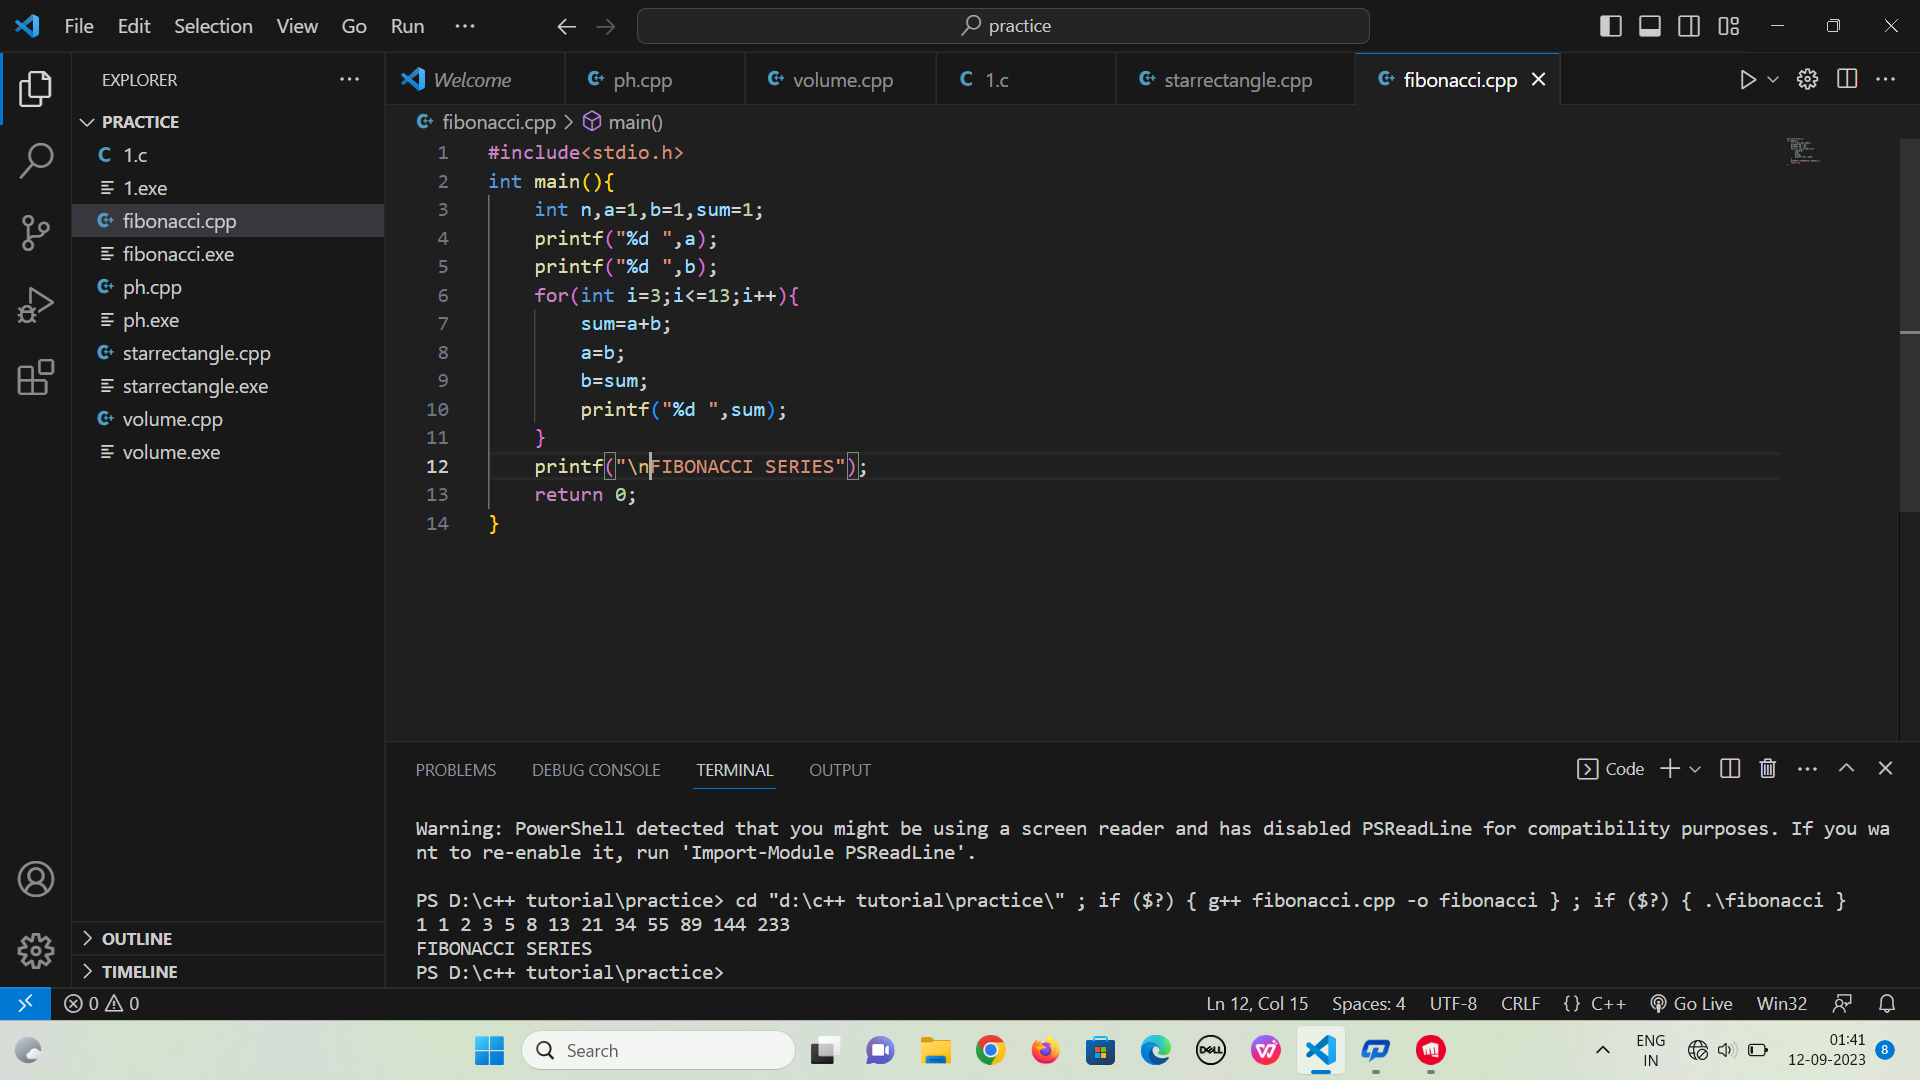 File Edit Selection View Go Run ··· practice
EXPLORER ···
PRACTICE
1.c
1.exe
fibonacci.cpp
fibonacci.exe
ph.cpp
ph.exe
starrectangle.cpp
starrectangle.exe
volume.cpp
volume.exe
OUTLINE
TIMELINE
Welcome ph.cpp volume.cpp 1.c starrectangle.cpp fibonacci.cpp
fibonacci.cpp > main()
1 #include<stdio.h>
2 int main(){
3 int n,a=1,b=1,sum=1;
4 printf("%d ",a);
5 printf("%d ",b);
6 for(int i=3;i<=13;i++){
7 sum=a+b;
8 a=b;
9 b=sum;
10 printf("%d ",sum);
11 }
12 printf("\nFIBONACCI SERIES");
13 return 0;
14 }
PROBLEMS DEBUG CONSOLE TERMINAL OUTPUT Code
Warning: PowerShell detected that you might be using a screen reader and has disabled PSReadLine for compatibility purposes. If you wa
nt to re-enable it, run 'Import-Module PSReadLine'.
PS D:\c++ tutorial\practice> cd "d:\c++ tutorial\practice\" ; if ($?) { g++ fibonacci.cpp -o fibonacci } ; if ($?) { .\fibonacci }
1 1 2 3 5 8 13 21 34 55 89 144 233
FIBONACCI SERIES
PS D:\c++ tutorial\practice>
0 0 Ln 12, Col 15 Spaces: 4 UTF-8 CRLF {} C++ Go Live Win32
Search DELL ENG
IN 01:41
12-09-2023 8